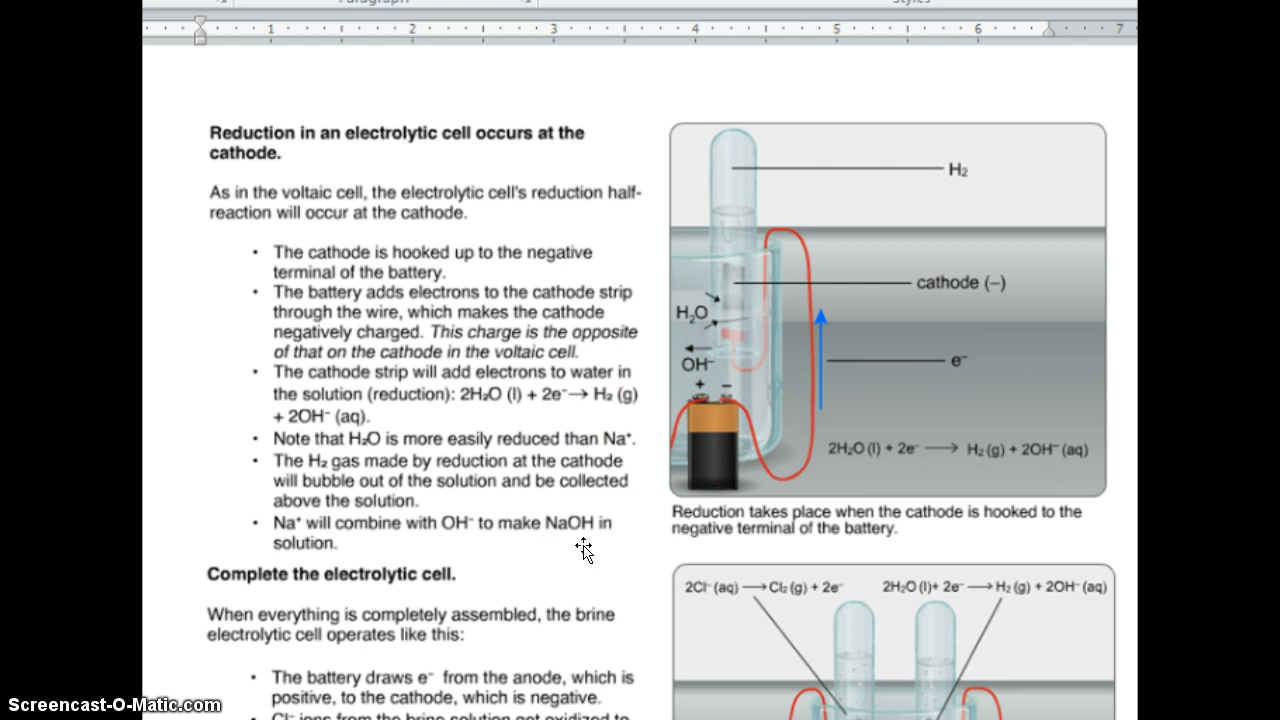 Paragraph
Styles
1 2 3 4 5 6 7
Reduction in an electrolytic cell occurs at the
cathode.
As in the voltaic cell, the electrolytic cell's reduction half-
reaction will occur at the cathode.
• The cathode is hooked up to the negative
terminal of the battery.
• The battery adds electrons to the cathode strip
through the wire, which makes the cathode
negatively charged. This charge is the opposite
of that on the cathode in the voltaic cell.
• The cathode strip will add electrons to water in
the solution (reduction): 2H₂O (l) + 2e⁻→ H₂ (g)
+ 2OH⁻ (aq).
• Note that H₂O is more easily reduced than Na⁺.
• The H₂ gas made by reduction at the cathode
will bubble out of the solution and be collected
above the solution.
• Na⁺ will combine with OH⁻ to make NaOH in
solution.
H₂
cathode (–)
H₂O
e⁻
OH⁻
+ –
2H₂O (l) + 2e⁻ → H₂ (g) + 2OH⁻ (aq)
Reduction takes place when the cathode is hooked to the
negative terminal of the battery.
Complete the electrolytic cell.
When everything is completely assembled, the brine
electrolytic cell operates like this:
• The battery draws e⁻ from the anode, which is
positive, to the cathode, which is negative.
• Cl⁻ ions from the brine solution get oxidized to
2Cl⁻ (aq) → Cl₂ (g) + 2e⁻
2H₂O (l)+ 2e⁻ → H₂ (g) + 2OH⁻ (aq)
Screencast-O-Matic.com